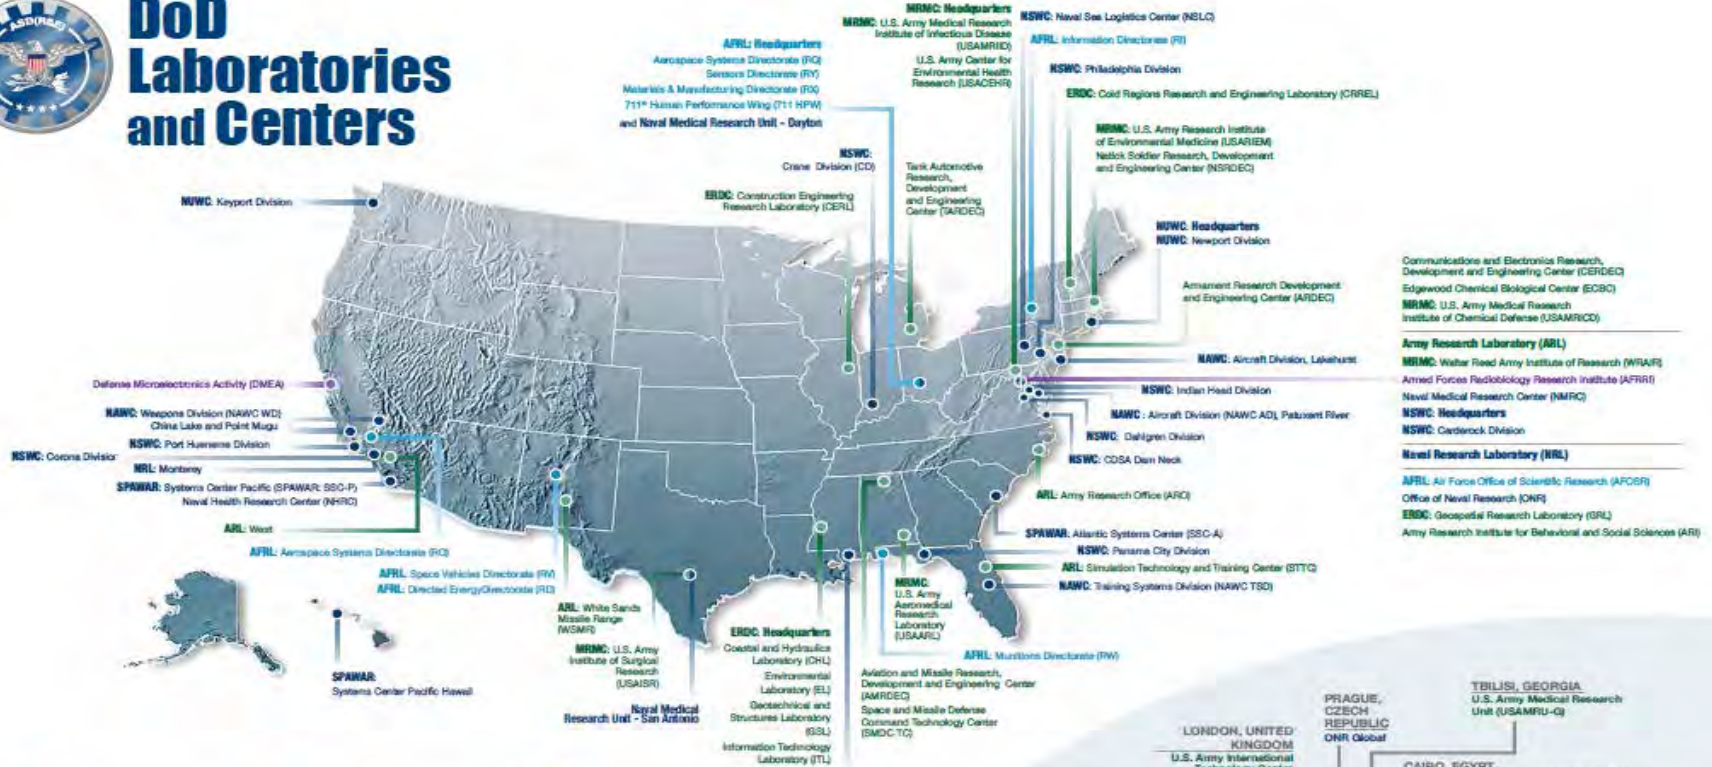 ASD(R&E)
DoD
Laboratories
and Centers
AFRL: Headquarters
Aerospace Systems Directorate (RQ)
Sensors Directorate (RY)
Materials & Manufacturing Directorate (RX)
711th Human Performance Wing (711 HPW)
and Naval Medical Research Unit - Dayton
MRMC: Headquarters
MRMC: U.S. Army Medical Research
Institute of Infectious Disease
(USAMRIID)
U.S. Army Center for
Environmental Health
Research (USACEHR)
NSWC: Naval Sea Logistics Center (NSLC)
AFRL: Information Directorate (RI)
NSWC: Philadelphia Division
ERDC: Cold Regions Research and Engineering Laboratory (CRREL)
MRMC: U.S. Army Research Institute
of Environmental Medicine (USARIEM)
Natick Soldier Research, Development
and Engineering Center (NSRDEC)
NSWC:
Crane Division (CD)
ERDC: Construction Engineering
Research Laboratory (CERL)
Tank Automotive
Research,
Development
and Engineering
Center (TARDEC)
NUWC: Keyport Division
NUWC: Headquarters
NUWC: Newport Division
Armament Research Development
and Engineering Center (ARDEC)
Communications and Electronics Research,
Development and Engineering Center (CERDEC)
Edgewood Chemical Biological Center (ECBC)
MRMC: U.S. Army Medical Research
Institute of Chemical Defense (USAMRICD)
Army Research Laboratory (ARL)
MRMC: Walter Reed Army Institute of Research (WRAIR)
Armed Forces Radiobiology Research Institute (AFRRI)
Naval Medical Research Center (NMRC)
NSWC: Headquarters
NSWC: Carderock Division
Naval Research Laboratory (NRL)
AFRL: Air Force Office of Scientific Research (AFOSR)
Office of Naval Research (ONR)
ERDC: Geospatial Research Laboratory (GRL)
Army Research Institute for Behavioral and Social Sciences (ARI)
NAWC: Aircraft Division, Lakehurst
NSWC: Indian Head Division
NAWC : Aircraft Division (NAWC AD), Patuxent River
NSWC: Dahlgren Division
NSWC: CDSA Dam Neck
ARL: Army Research Office (ARO)
SPAWAR: Atlantic Systems Center (SSC-A)
NSWC: Panama City Division
ARL: Simulation Technology and Training Center (STTC)
NAWC: Training Systems Division (NAWC TSD)
Defense Microelectronics Activity (DMEA)
NAWC: Weapons Division (NAWC WD)
China Lake and Point Mugu
NSWC: Port Hueneme Division
NSWC: Corona Division
NRL: Monterey
SPAWAR: Systems Center Pacific (SPAWAR: SSC-P)
Naval Health Research Center (NHRC)
ARL: West
AFRL: Aerospace Systems Directorate (RQ)
AFRL: Space Vehicles Directorate (RV)
AFRL: Directed EnergyDirectorate (RD)
ARL: White Sands
Missile Range
(WSMR)
MRMC: U.S. Army
Institute of Surgical
Research
(USAISR)
Naval Medical
Research Unit - San Antonio
ERDC: Headquarters
Coastal and Hydraulics
Laboratory (CHL)
Environmental
Laboratory (EL)
Geotechnical and
Structures Laboratory
(GSL)
Information Technology
Laboratory (ITL)
MRMC:
U.S. Army
Aeromedical
Research
Laboratory
(USAARL)
AFRL: Munitions Directorate (RW)
Aviation and Missile Research,
Development and Engineering Center
(AMRDEC)
Space and Missile Defense
Command Technology Center
(SMDC TC)
SPAWAR:
Systems Center Pacific Hawaii
LONDON, UNITED
KINGDOM
U.S. Army International
PRAGUE,
CZECH
REPUBLIC
ONR Global
TBILISI, GEORGIA
U.S. Army Medical Research
Unit (USAMRU-G)
CAIRO, EGYPT